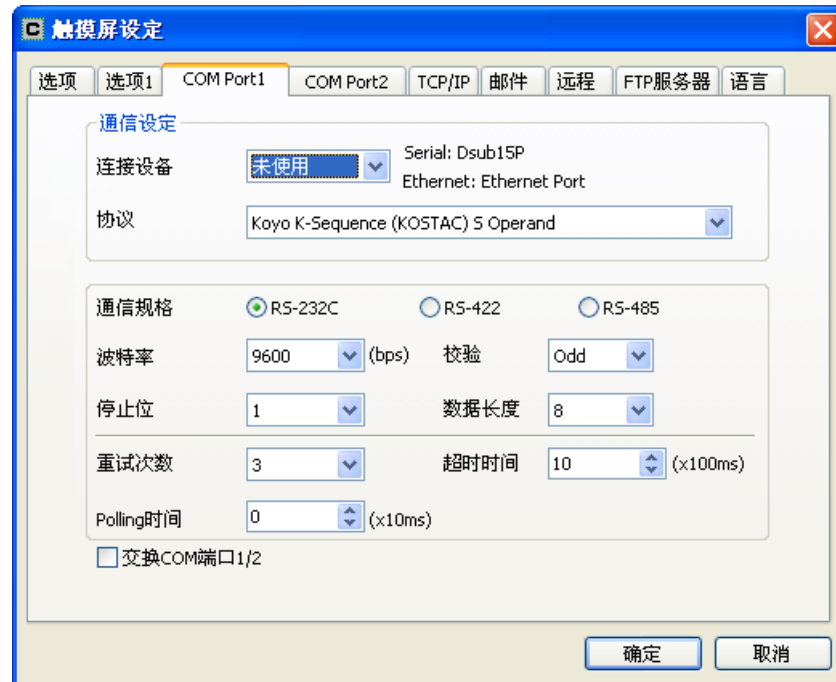 C 触摸屏设定
选项 选项1 COM Port1 COM Port2 TCP/IP 邮件 远程 FTP服务器 语言
通信设定
连接设备 未使用 Serial: Dsub15P
Ethernet: Ethernet Port
协议 Koyo K-Sequence (KOSTAC) S Operand
通信规格 RS-232C RS-422 RS-485
波特率 9600 (bps) 校验 Odd
停止位 1 数据长度 8
重试次数 3 超时时间 10 (x100ms)
Polling时间 0 (x10ms)
交换COM端口1/2
确定 取消